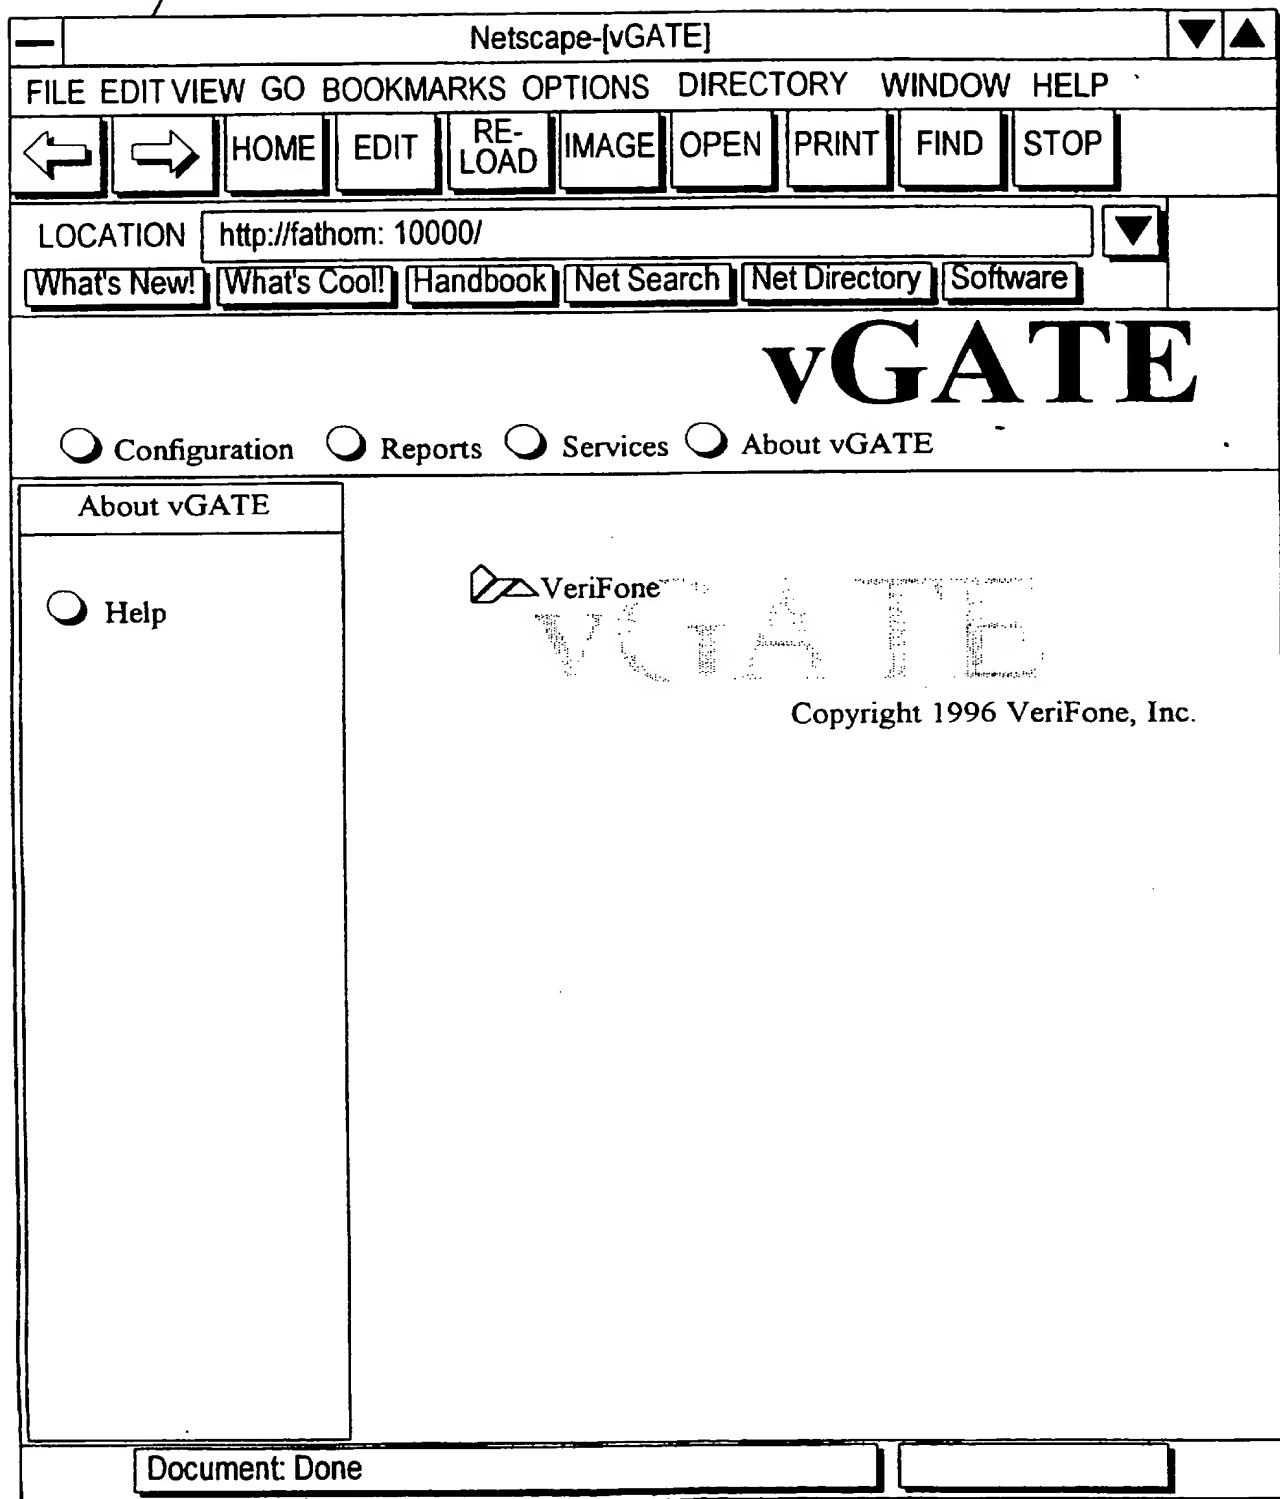 Netscape-[vGATE]
FILE EDIT VIEW GO BOOKMARKS OPTIONS DIRECTORY WINDOW HELP
HOME EDIT RE-LOAD IMAGE OPEN PRINT FIND STOP
LOCATION http://fathom: 10000/
What's New! What's Cool! Handbook Net Search Net Directory Software
vGATE
Configuration Reports Services About vGATE
About vGATE
Help
VeriFone
vGATE
Copyright 1996 VeriFone, Inc.
Document: Done